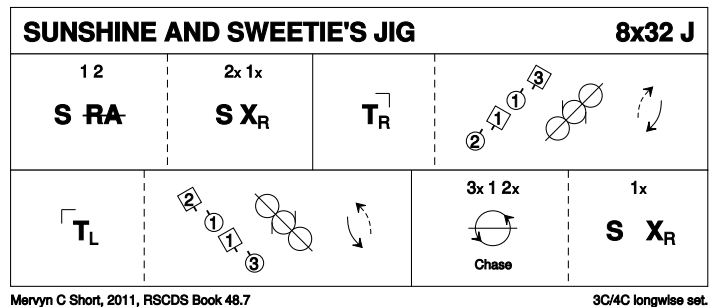 SUNSHINE AND SWEETIE'S JIG 8x32 J
1 2 2x 1x
S RA S XR TR
3
1
1
2
TL
2
1
1
3
3x 1 2x 1x
Chase S XR
Mervyn C Short, 2011, RSCDS Book 48.7 3C/4C longwise set.